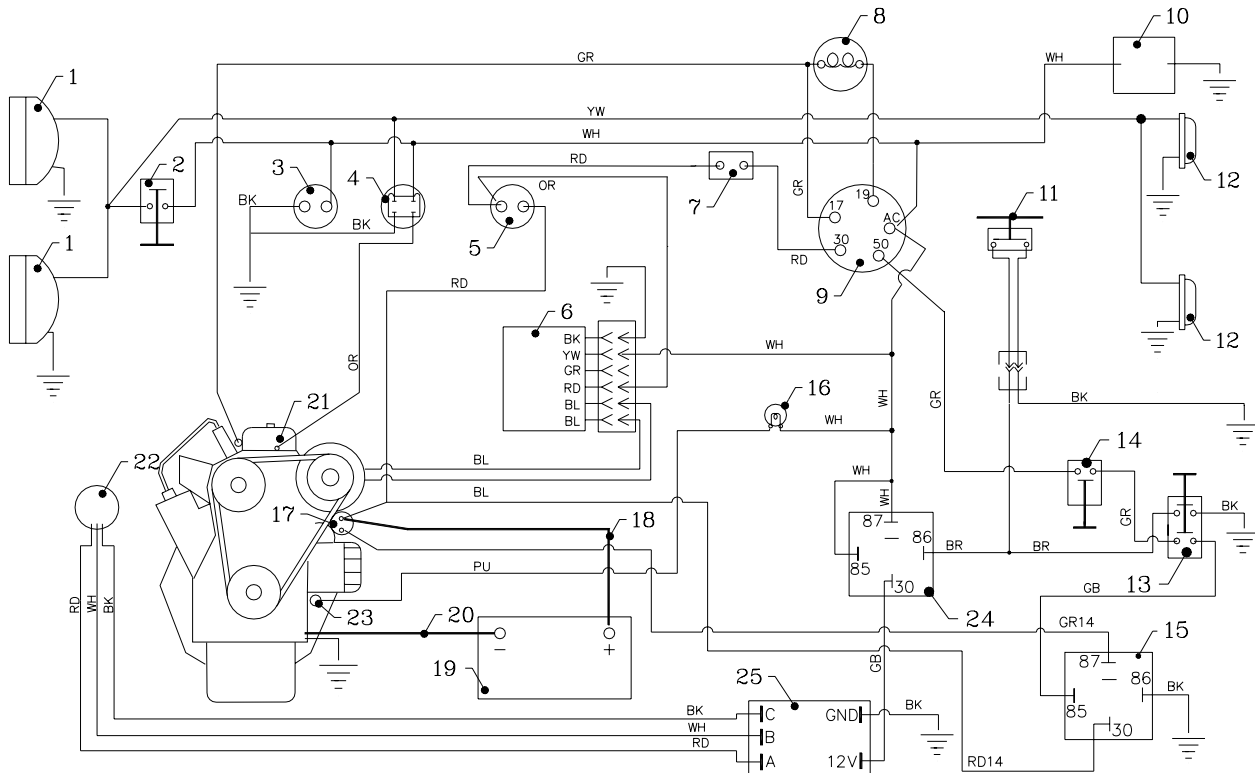 8
10
GR
WH
1
YW
WH
2
3
4
RD
OR
7
GR
19
17
AC
30
50
RD
9
BK
BK
5
11
12
1
RD
6
BK
YW
GR
RD
BL
BL
WH
12
OR
16
WH
WH
GR
BK
21
14
22
BL
BL
WH
WH
17
18
87
86
85
30
BR
BR
GR
BK
13
RD
WH
BK
PU
23
24
GB
20
19
- +
GB
GR14
15
87
86
85
30
BK
25
BK
WH
RD
C
B
A
GND
12V
BK
RD14